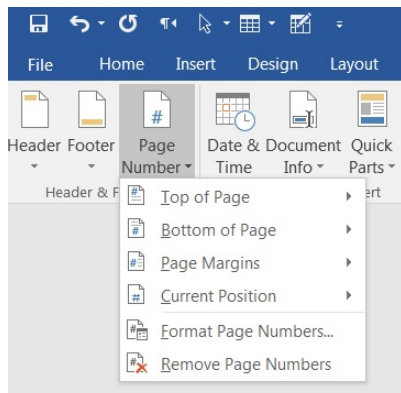 File Home Insert Design Layout
Header Footer Page Number Date & Time Document Info Quick Parts
Header & F ert
Top of Page
Bottom of Page
Page Margins
Current Position
Format Page Numbers...
Remove Page Numbers